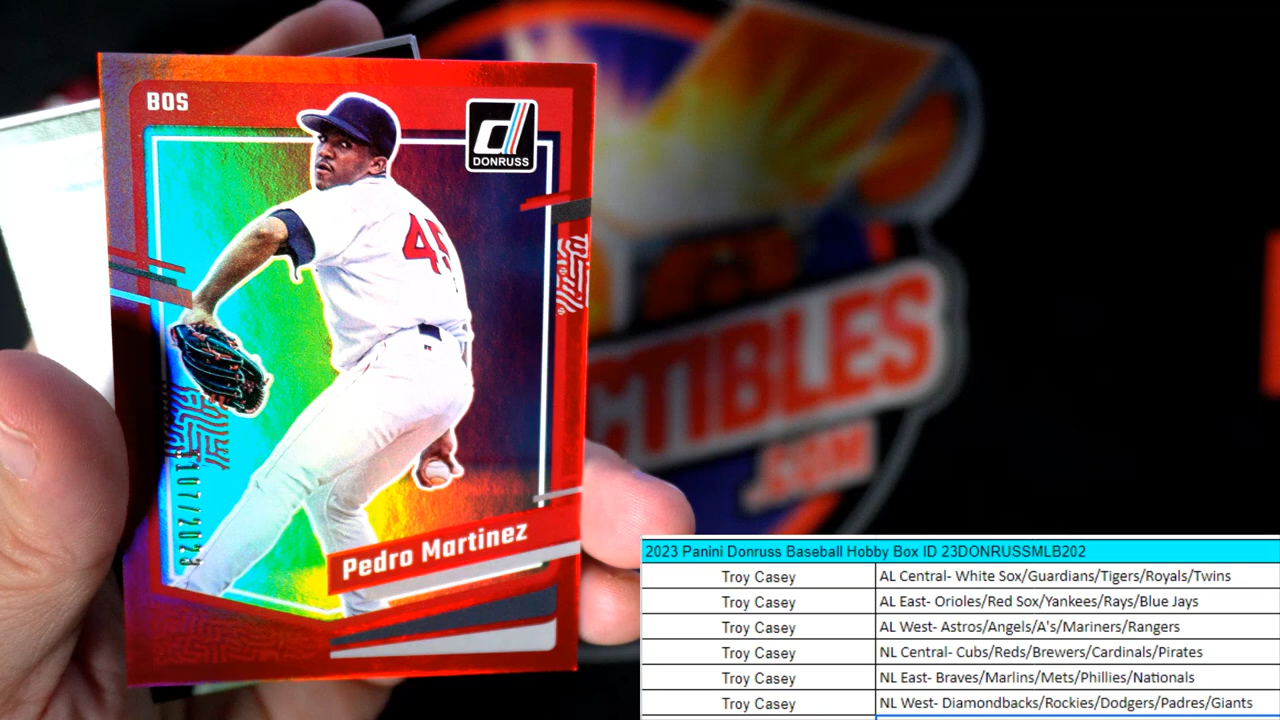 BOS
DONRUSS
45
Pedro Martinez
CTIBLES
.COM
2023 Panini Donruss Baseball Hobby Box ID 23DONRUSSMLB202
Troy Casey AL Central- White Sox/Guardians/Tigers/Royals/Twins
Troy Casey AL East- Orioles/Red Sox/Yankees/Rays/Blue Jays
Troy Casey AL West- Astros/Angels/A's/Mariners/Rangers
Troy Casey NL Central- Cubs/Reds/Brewers/Cardinals/Pirates
Troy Casey NL East- Braves/Marlins/Mets/Phillies/Nationals
Troy Casey NL West- Diamondbacks/Rockies/Dodgers/Padres/Giants